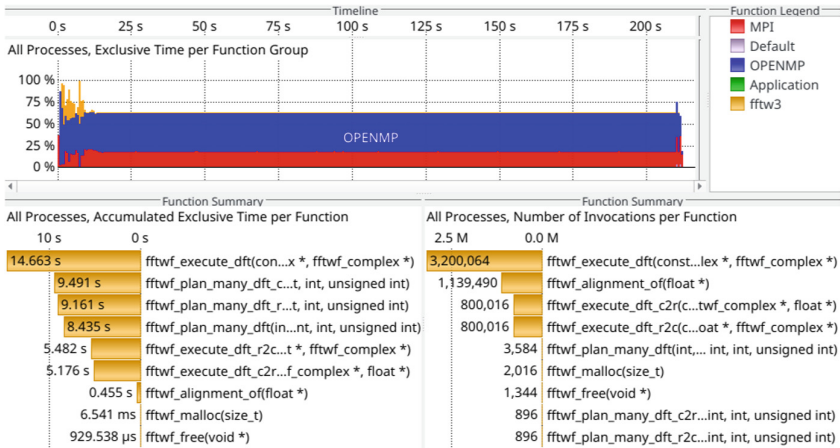 Timeline
Function Legend
0 s 25 s 50 s 75 s 100 s 125 s 150 s 175 s 200 s
MPI
Default
OPENMP
Application
fftw3
All Processes, Exclusive Time per Function Group
100 %
75 %
50 %
25 %
0 %
OPENMP
Function Summary
All Processes, Accumulated Exclusive Time per Function
10 s 0 s
14.663 s fftwf_execute_dft(con...x *, fftwf_complex *)
9.491 s fftwf_plan_many_dft_c...t, int, unsigned int)
9.161 s fftwf_plan_many_dft_r...t, int, unsigned int)
8.435 s fftwf_plan_many_dft(in...nt, int, unsigned int)
5.482 s fftwf_execute_dft_r2c...t *, fftwf_complex *)
5.176 s fftwf_execute_dft_c2r...f_complex *, float *)
0.455 s fftwf_alignment_of(float *)
6.541 ms fftwf_malloc(size_t)
929.538 µs fftwf_free(void *)
Function Summary
All Processes, Number of Invocations per Function
2.5 M 0.0 M
3,200,064 fftwf_execute_dft(const...lex *, fftwf_complex *)
1,139,490 fftwf_alignment_of(float *)
800,016 fftwf_execute_dft_c2r(c...twf_complex *, float *)
800,016 fftwf_execute_dft_r2c(c...oat *, fftwf_complex *)
3,584 fftwf_plan_many_dft(int,... int, int, unsigned int)
2,016 fftwf_malloc(size_t)
1,344 fftwf_free(void *)
896 fftwf_plan_many_dft_c2r...int, int, unsigned int)
896 fftwf_plan_many_dft_r2c...int, int, unsigned int)